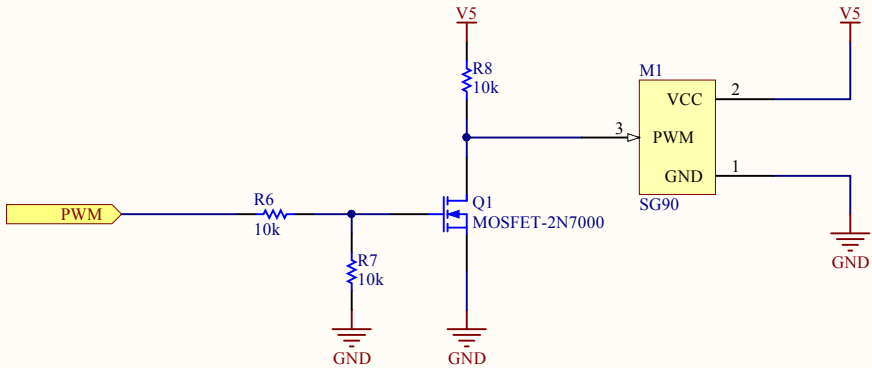 V5
V5
R8
10k
M1
VCC
2
3
PWM
GND
1
SG90
R6
10k
PWM
Q1
MOSFET-2N7000
R7
10k
GND
GND
GND